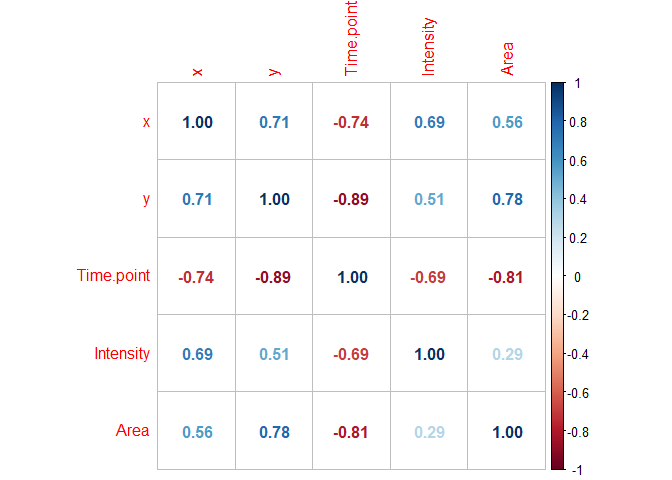 x y Time.point Intensity Area
x 1.00 0.71 -0.74 0.69 0.56
y 0.71 1.00 -0.89 0.51 0.78
Time.point -0.74 -0.89 1.00 -0.69 -0.81
Intensity 0.69 0.51 -0.69 1.00 0.29
Area 0.56 0.78 -0.81 0.29 1.00
1
0.8
0.6
0.4
0.2
0
-0.2
-0.4
-0.6
-0.8
-1